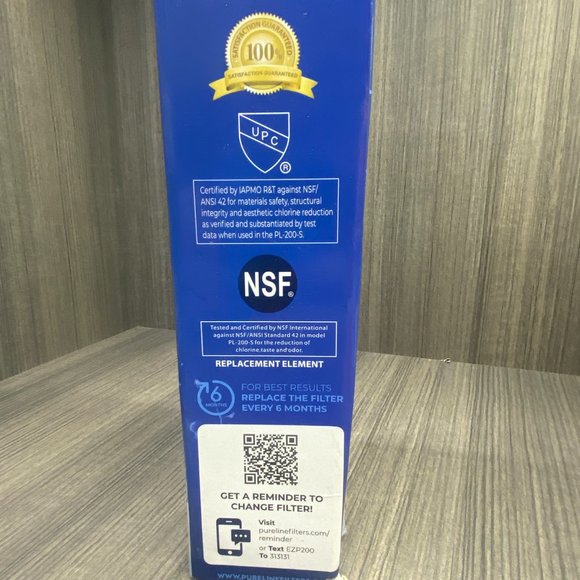 SATISFACTION GUARANTEED
100%
SATISFACTION GUARANTEED
UPC
®
Certified by IAPMO R&T against NSF/
ANSI 42 for materials safety, structural
integrity and aesthetic chlorine reduction
as verified and substantiated by test
data when used in the PL-200-S.
NSF®
Tested and Certified by NSF International
against NSF/ANSI Standard 42 in model
PL-200-S for the reduction of
chlorine,taste and odor.
REPLACEMENT ELEMENT
6
MONTHS
FOR BEST RESULTS
REPLACE THE FILTER
EVERY 6 MONTHS
GET A REMINDER TO
CHANGE FILTER!
Visit
purelinefilters.com/
reminder
or Text EZP200
To 313131